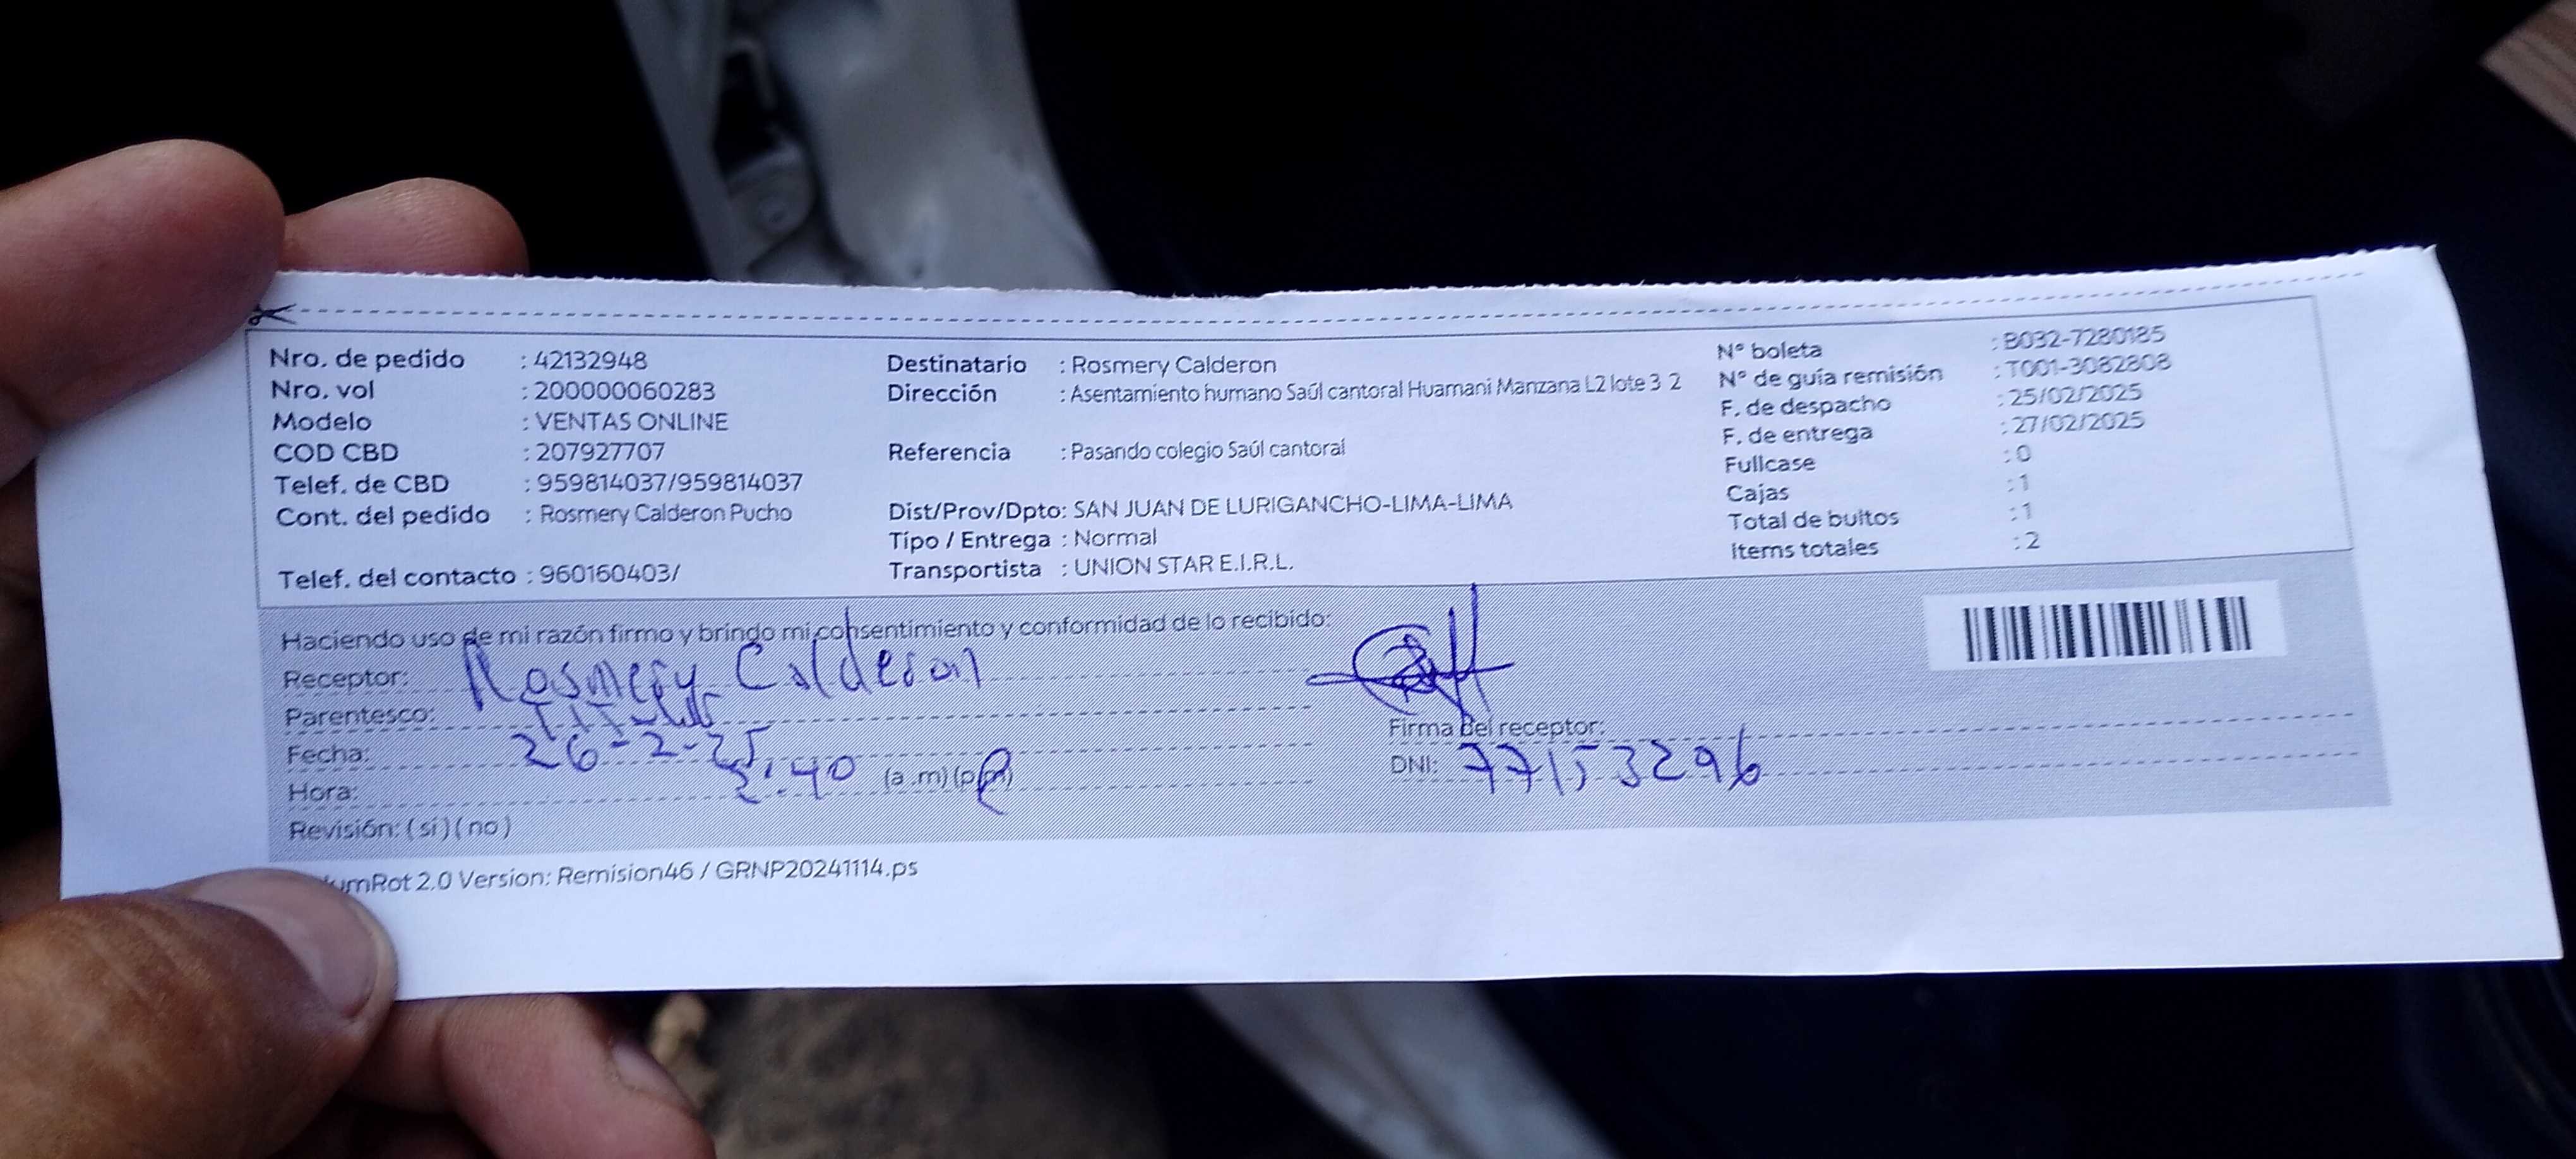 Nro. de pedido : 42132948
Nro. vol : 200000060283
Modelo : VENTAS ONLINE
COD CBD : 207927707
Telef. de CBD : 959814037/959814037
Cont. del pedido : Rosmery Calderon Pucho
Telef. del contacto : 960160403/
Destinatario : Rosmery Calderon
Dirección : Asentamiento humano Saúl cantoral Huamani Manzana L2 lote 3 2
Referencia : Pasando colegio Saúl cantoral
Dist/Prov/Dpto: SAN JUAN DE LURIGANCHO-LIMA-LIMA
Tipo / Entrega : Normal
Transportista : UNION STAR E.I.R.L.
N° boleta : B032-7280185
N° de guía remisión : T001-3082808
F. de despacho : 25/02/2025
F. de entrega : 27/02/2025
Fullcase : 0
Cajas : 1
Total de bultos : 1
Items totales : 2
Haciendo uso de mi razón firmo y brindo mi consentimiento y conformidad de lo recibido:
Receptor: Rosmery Calderon
Parentesco:
Fecha: 26-2-25
Hora: 2:40 (a.m)(p.m)
Revisión: (si)(no)
Firma del receptor:
DNI: 77153296
umRot 2.0 Version: Remision46 / GRNP20241114.ps